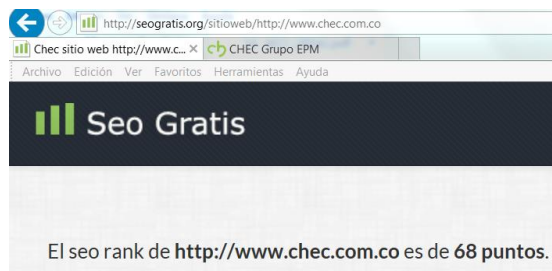 http://seogratis.org/sitioweb/http://www.chec.com.co
Chec sitio web http://www.c... × CHEC Grupo EPM
Archivo Edición Ver Favoritos Herramientas Ayuda
Seo Gratis
El seo rank de http://www.chec.com.co es de 68 puntos.